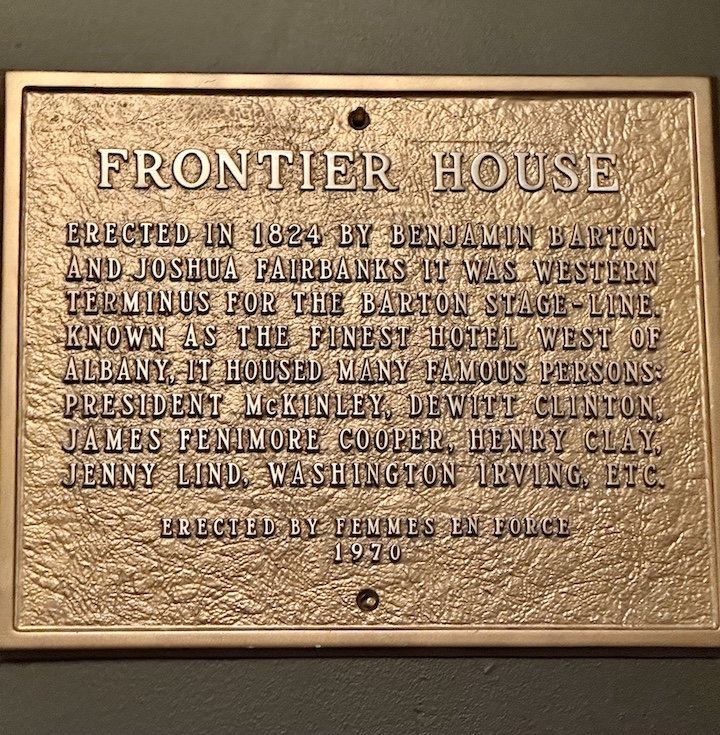 FRONTIER HOUSE
ERECTED IN 1824 BY BENJAMIN BARTON
AND JOSHUA FAIRBANKS IT WAS WESTERN
TERMINUS FOR THE BARTON STAGE-LINE.
KNOWN AS THE FINEST HOTEL WEST OF
ALBANY, IT HOUSED MANY FAMOUS PERSONS:
PRESIDENT McKINLEY, DEWITT CLINTON,
JAMES FENIMORE COOPER, HENRY CLAY,
JENNY LIND, WASHINGTON IRVING, ETC.
ERECTED BY FEMMES EN FORCE
1970